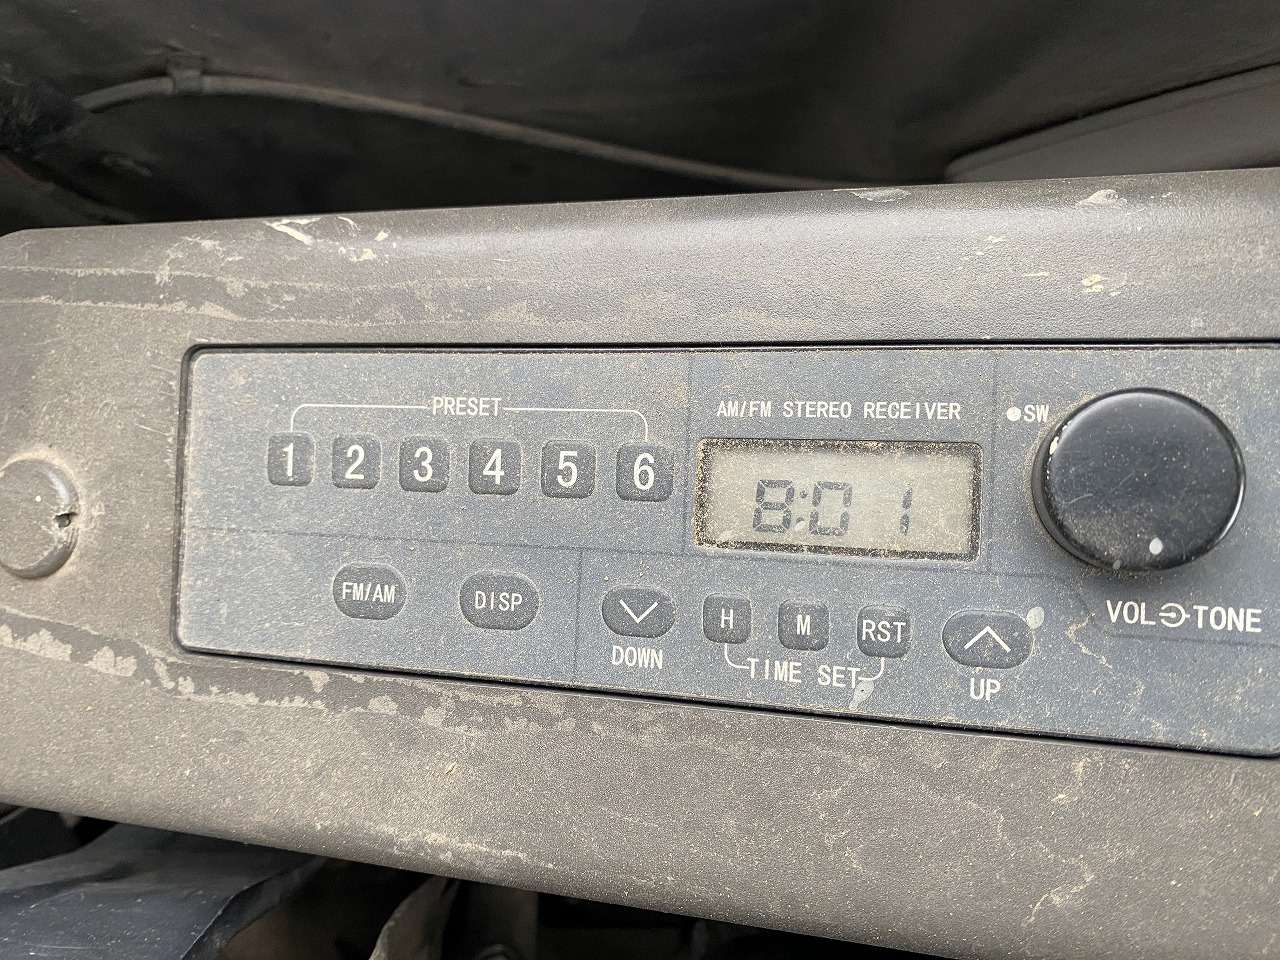 PRESET
1 2 3 4 5 6
AM/FM STEREO RECEIVER
8:01
SW
VOL TONE
FM/AM DISP
DOWN
H M RST
TIME SET
UP